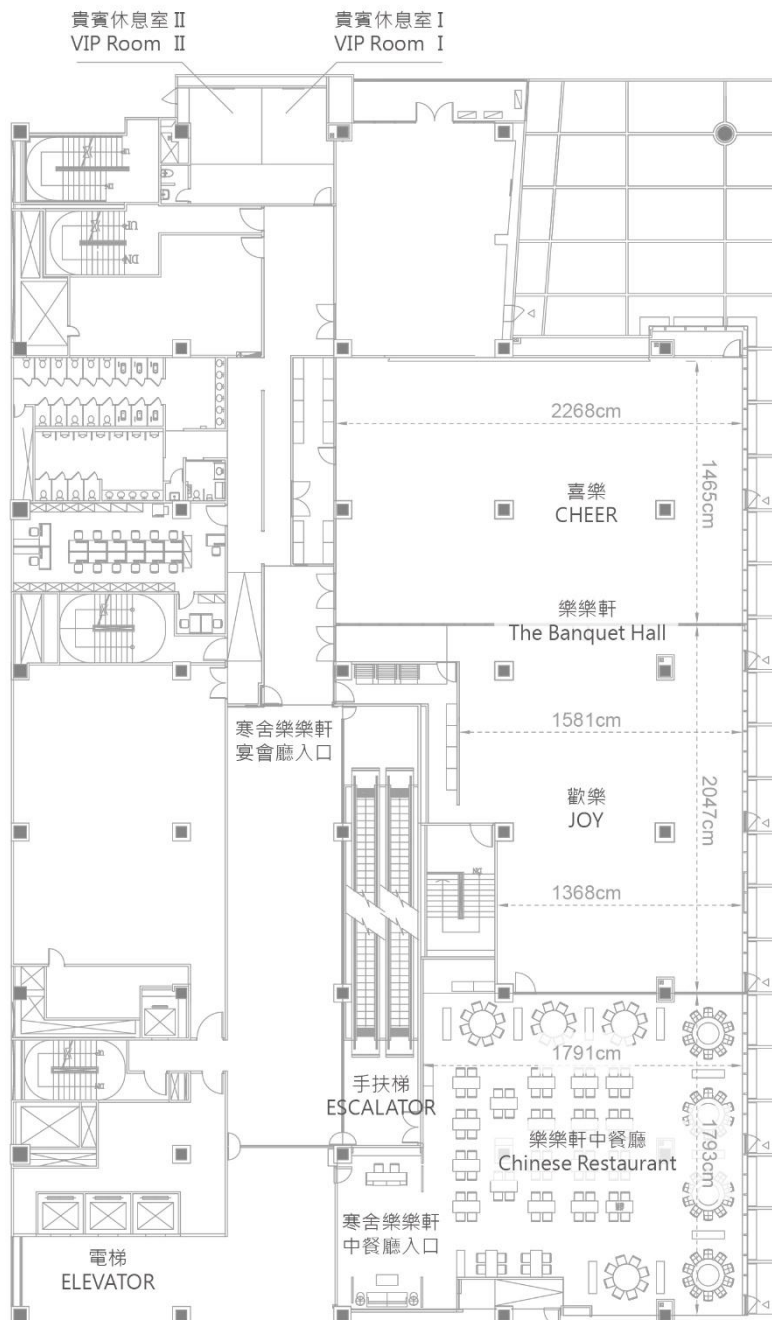 貴賓休息室 II
VIP Room II
貴賓休息室 I
VIP Room I
UP
DN
2268cm
1465cm
喜樂
CHEER
樂樂軒
The Banquet Hall
寒舍樂樂軒
宴會廳入口
1581cm
歡樂
JOY
2047cm
1368cm
DN
1791cm
手扶梯
ESCALATOR
樂樂軒中餐廳
Chinese Restaurant
1793cm
寒舍樂樂軒
中餐廳入口
電梯
ELEVATOR